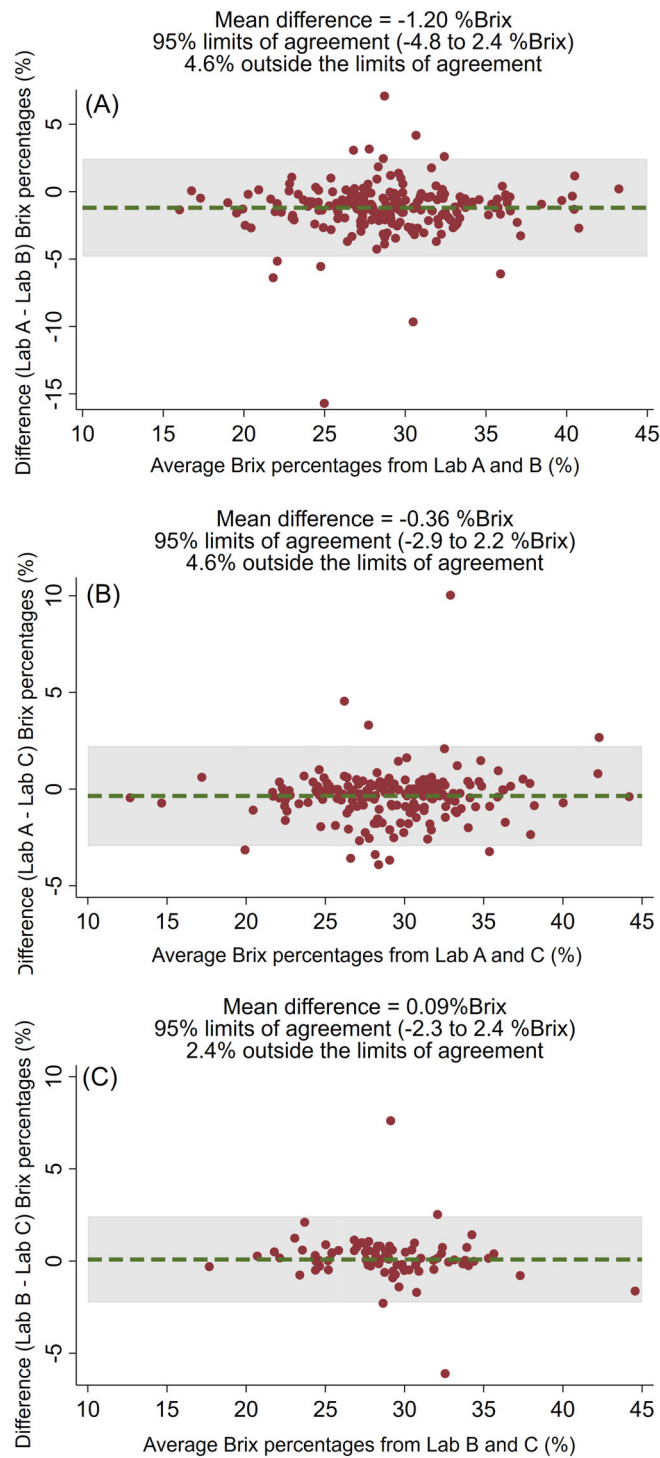 Mean difference = -1.20 %Brix
95% limits of agreement (-4.8 to 2.4 %Brix)
4.6% outside the limits of agreement
(A)
Difference (Lab A - Lab B) Brix percentages (%)
5
0
-5
-10
-15
10 15 20 25 30 35 40 45
Average Brix percentages from Lab A and B (%)
Mean difference = -0.36 %Brix
95% limits of agreement (-2.9 to 2.2 %Brix)
4.6% outside the limits of agreement
(B)
Difference (Lab A - Lab C) Brix percentages (%)
10
5
0
-5
10 15 20 25 30 35 40 45
Average Brix percentages from Lab A and C (%)
Mean difference = 0.09%Brix
95% limits of agreement (-2.3 to 2.4 %Brix)
2.4% outside the limits of agreement
(C)
Difference (Lab B - Lab C) Brix percentages (%)
10
5
0
-5
10 15 20 25 30 35 40 45
Average Brix percentages from Lab B and C (%)